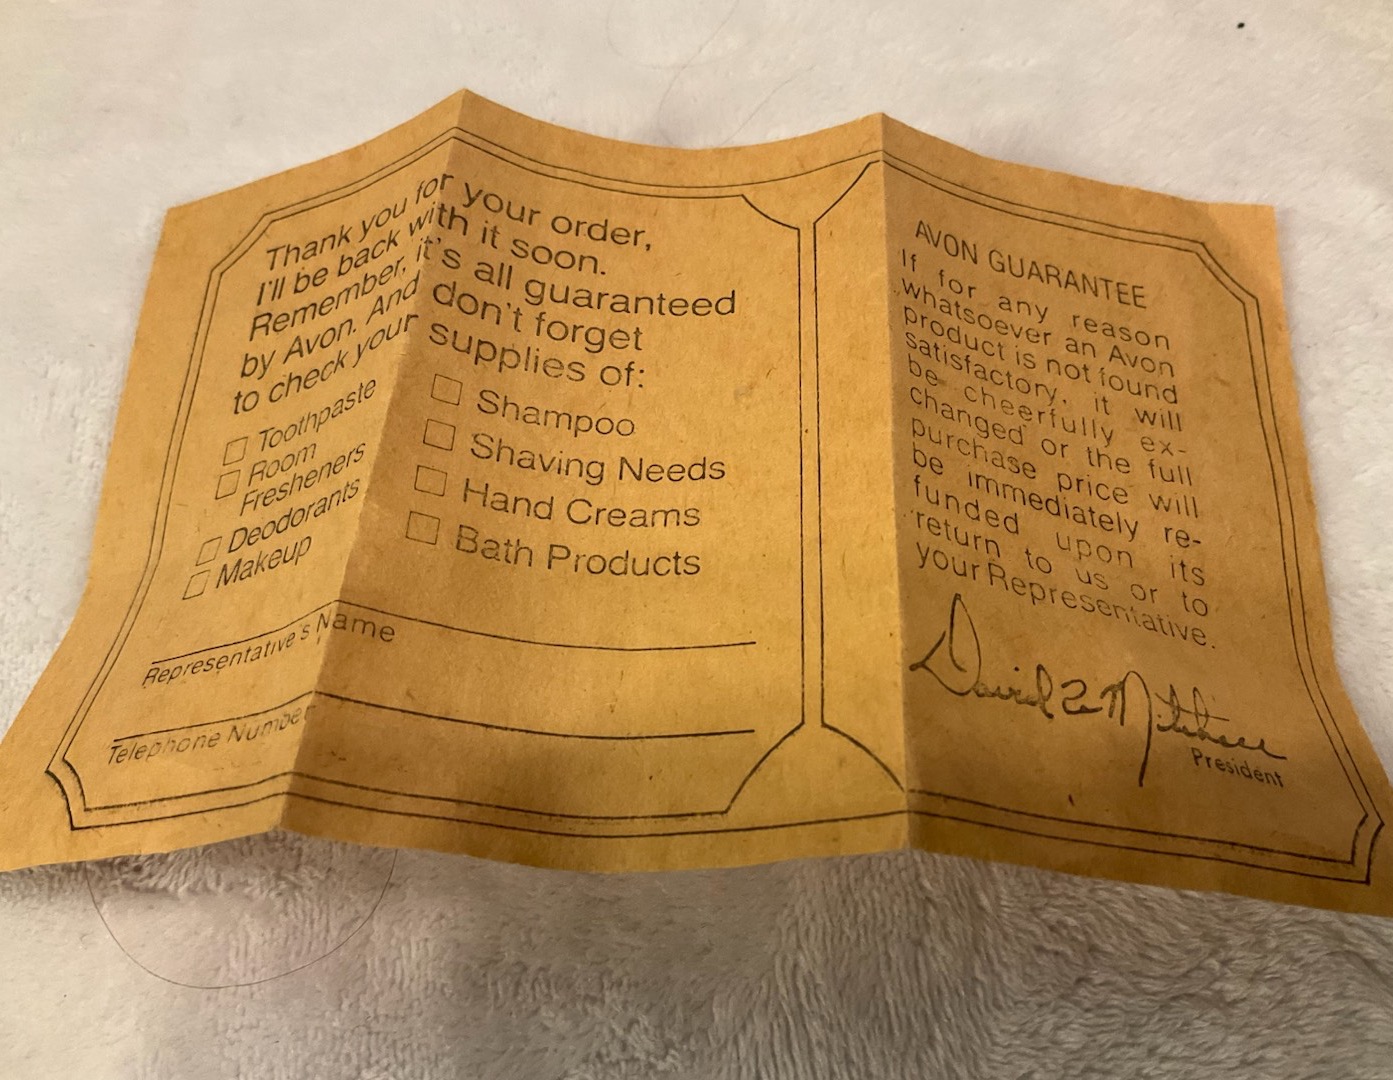 Thank you for your order,
I'll be back with it soon.
Remember, it's all guaranteed
by Avon. And don't forget
to check your supplies of:
Toothpaste
Room
Fresheners
Deodorants
Makeup
Shampoo
Shaving Needs
Hand Creams
Bath Products
Representative's Name
Telephone Number
AVON GUARANTEE
If for any reason
whatsoever an Avon
product is not found
satisfactory, it will
be cheerfully ex-
changed or the full
purchase price will
be immediately re-
funded upon its
return to us or to
your Representative.
David
President